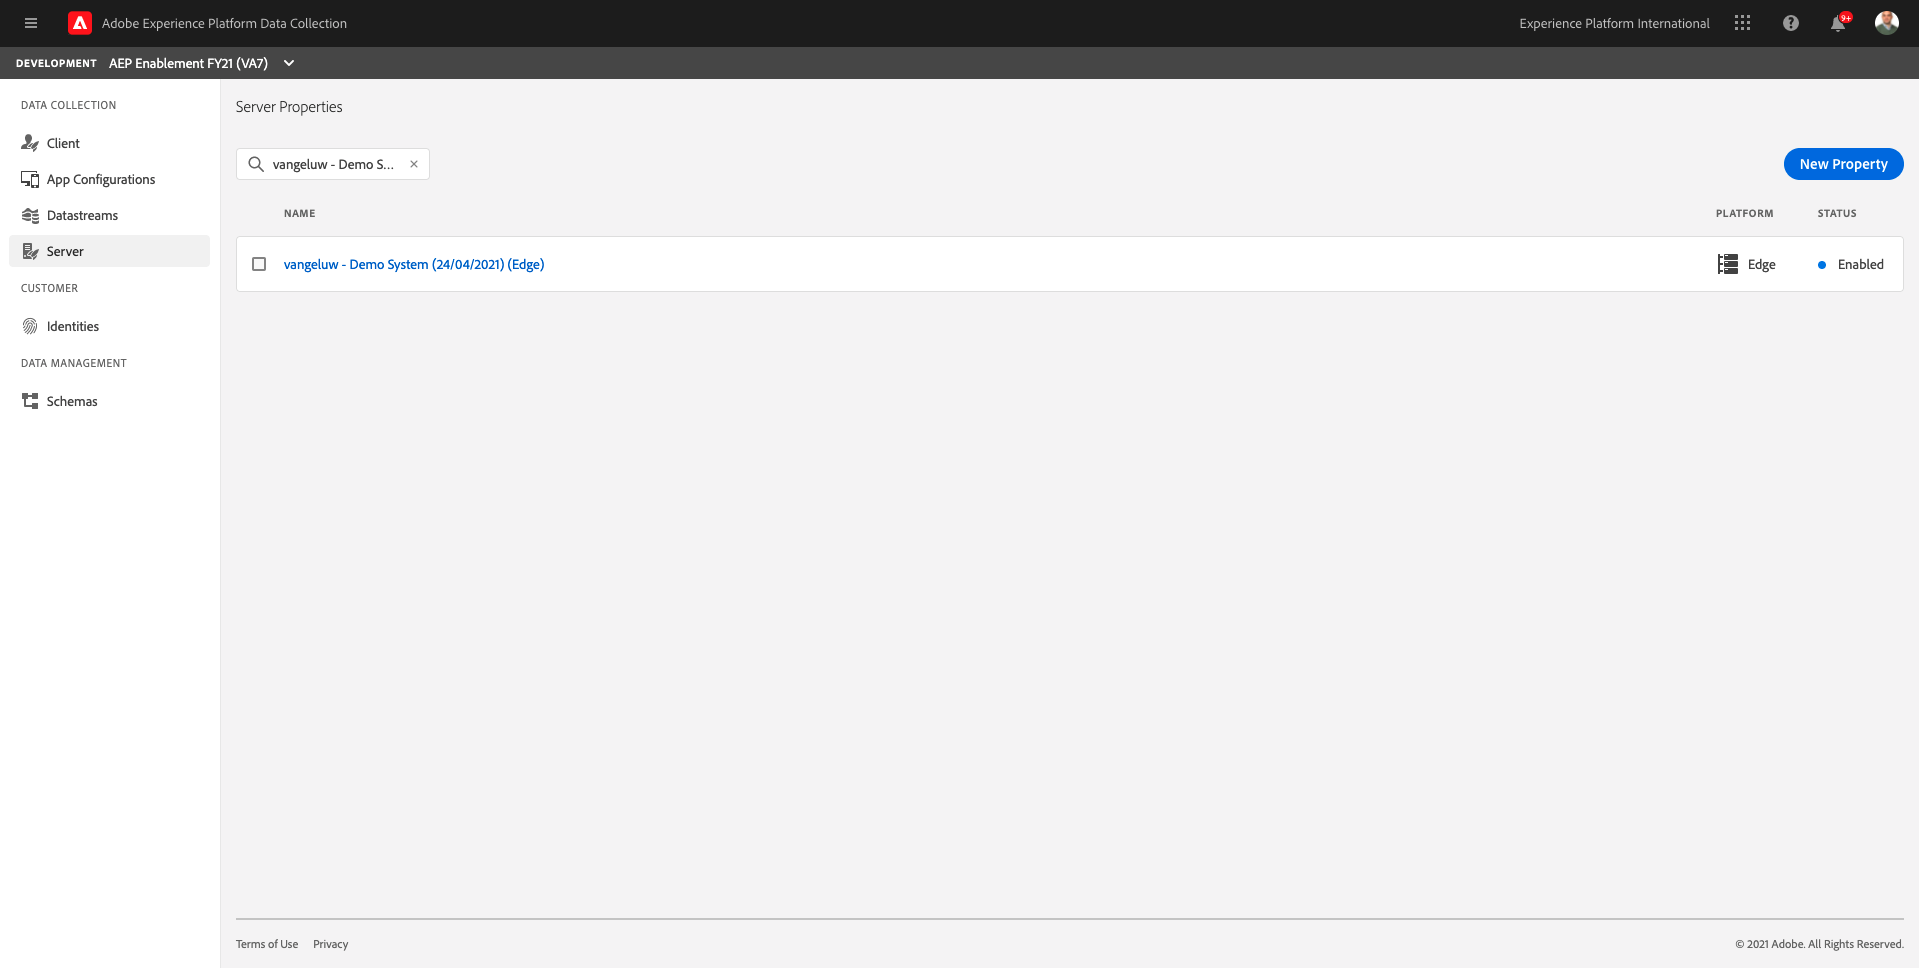 Adobe Experience Platform Data Collection
Experience Platform International
9+
DEVELOPMENT AEP Enablement FY21 (VA7)
DATA COLLECTION
Client
App Configurations
Datastreams
Server
CUSTOMER
Identities
DATA MANAGEMENT
Schemas
Server Properties
vangeluw - Demo S...
New Property
NAME PLATFORM STATUS
vangeluw - Demo System (24/04/2021) (Edge) Edge Enabled
Terms of Use Privacy
© 2021 Adobe. All Rights Reserved.